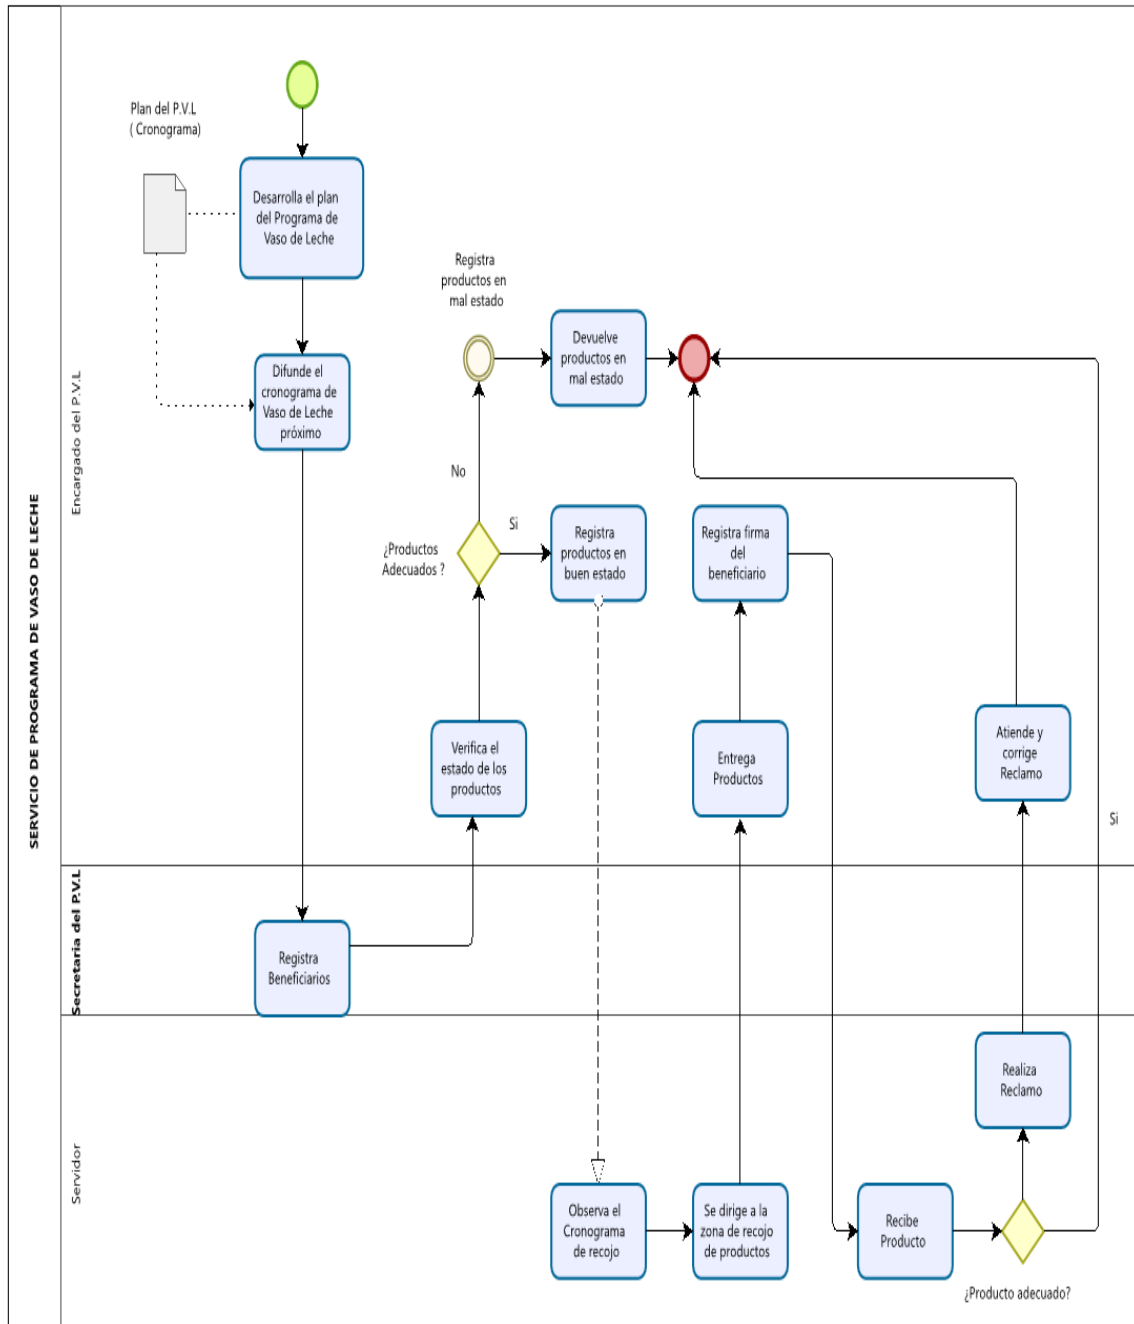 SERVICIO DE PROGRAMA DE VASO DE LECHE
Encargado del P.V.L
Plan del P.V.L
( Cronograma)
Desarrolla el plan
del Programa de
Vaso de Leche
Difunde el
cronograma de
Vaso de Leche
próximo
Registra
productos en
mal estado
Devuelve
productos en
mal estado
No
Si
¿Productos
Adecuados ?
Registra
productos en
buen estado
Registra firma
del
beneficiario
Verifica el
estado de los
productos
Entrega
Productos
Atiende y
corrige
Reclamo
Si
Secretaria del P.V.L
Registra
Beneficiarios
Servidor
Realiza
Reclamo
Observa el
Cronograma
de recojo
Se dirige a la
zona de recojo
de productos
Recibe
Producto
¿Producto adecuado?